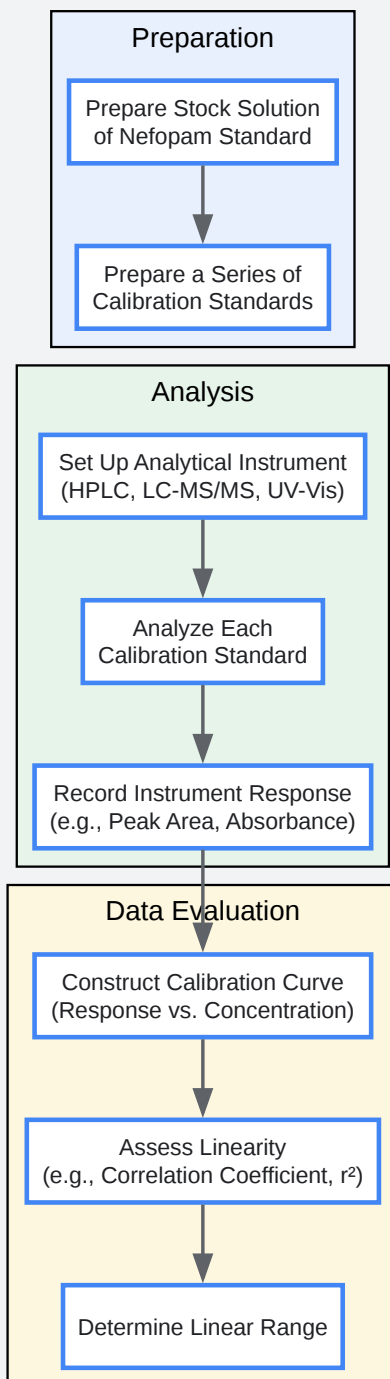 Preparation
Prepare Stock Solution
of Nefopam Standard
Prepare a Series of
Calibration Standards
Analysis
Set Up Analytical Instrument
(HPLC, LC-MS/MS, UV-Vis)
Analyze Each
Calibration Standard
Record Instrument Response
(e.g., Peak Area, Absorbance)
Data Evaluation
Construct Calibration Curve
(Response vs. Concentration)
Assess Linearity
(e.g., Correlation Coefficient, r²)
Determine Linear Range